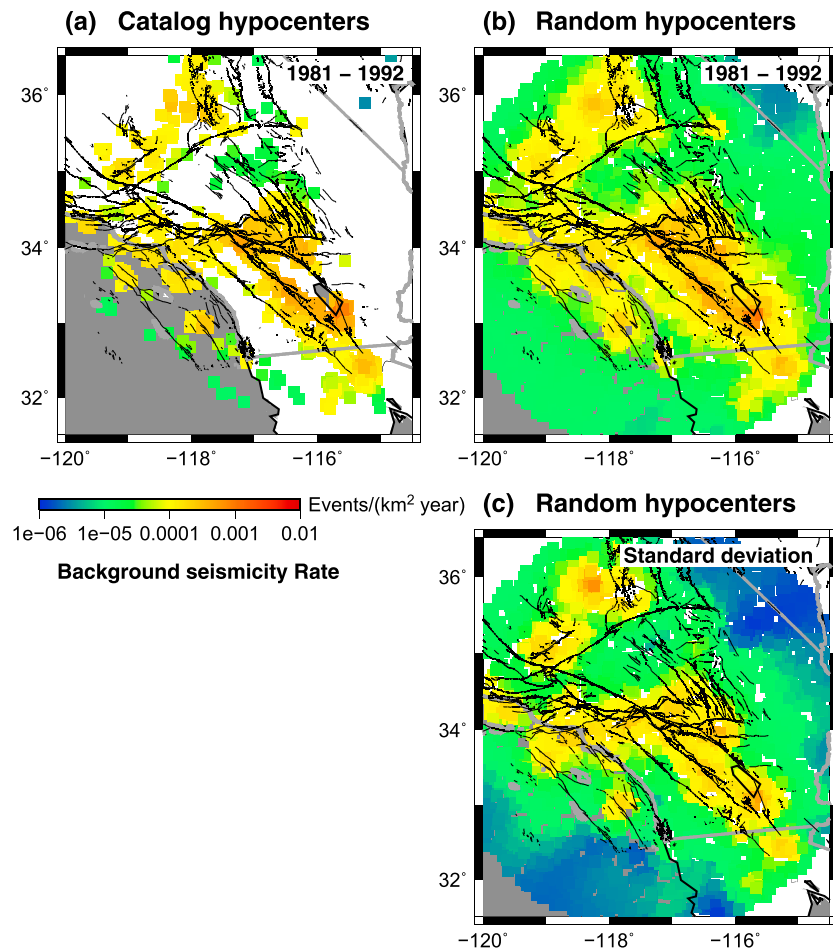 (a) Catalog hypocenters
1981 − 1992
36˚
34˚
32˚
−120˚ −118˚ −116˚
(b) Random hypocenters
1981 − 1992
36˚
34˚
32˚
−120˚ −118˚ −116˚
1e−06 1e−05 0.0001 0.001 0.01
Events/(km² year)
Background seismicity Rate
(c) Random hypocenters
Standard deviation
36˚
34˚
32˚
−120˚ −118˚ −116˚